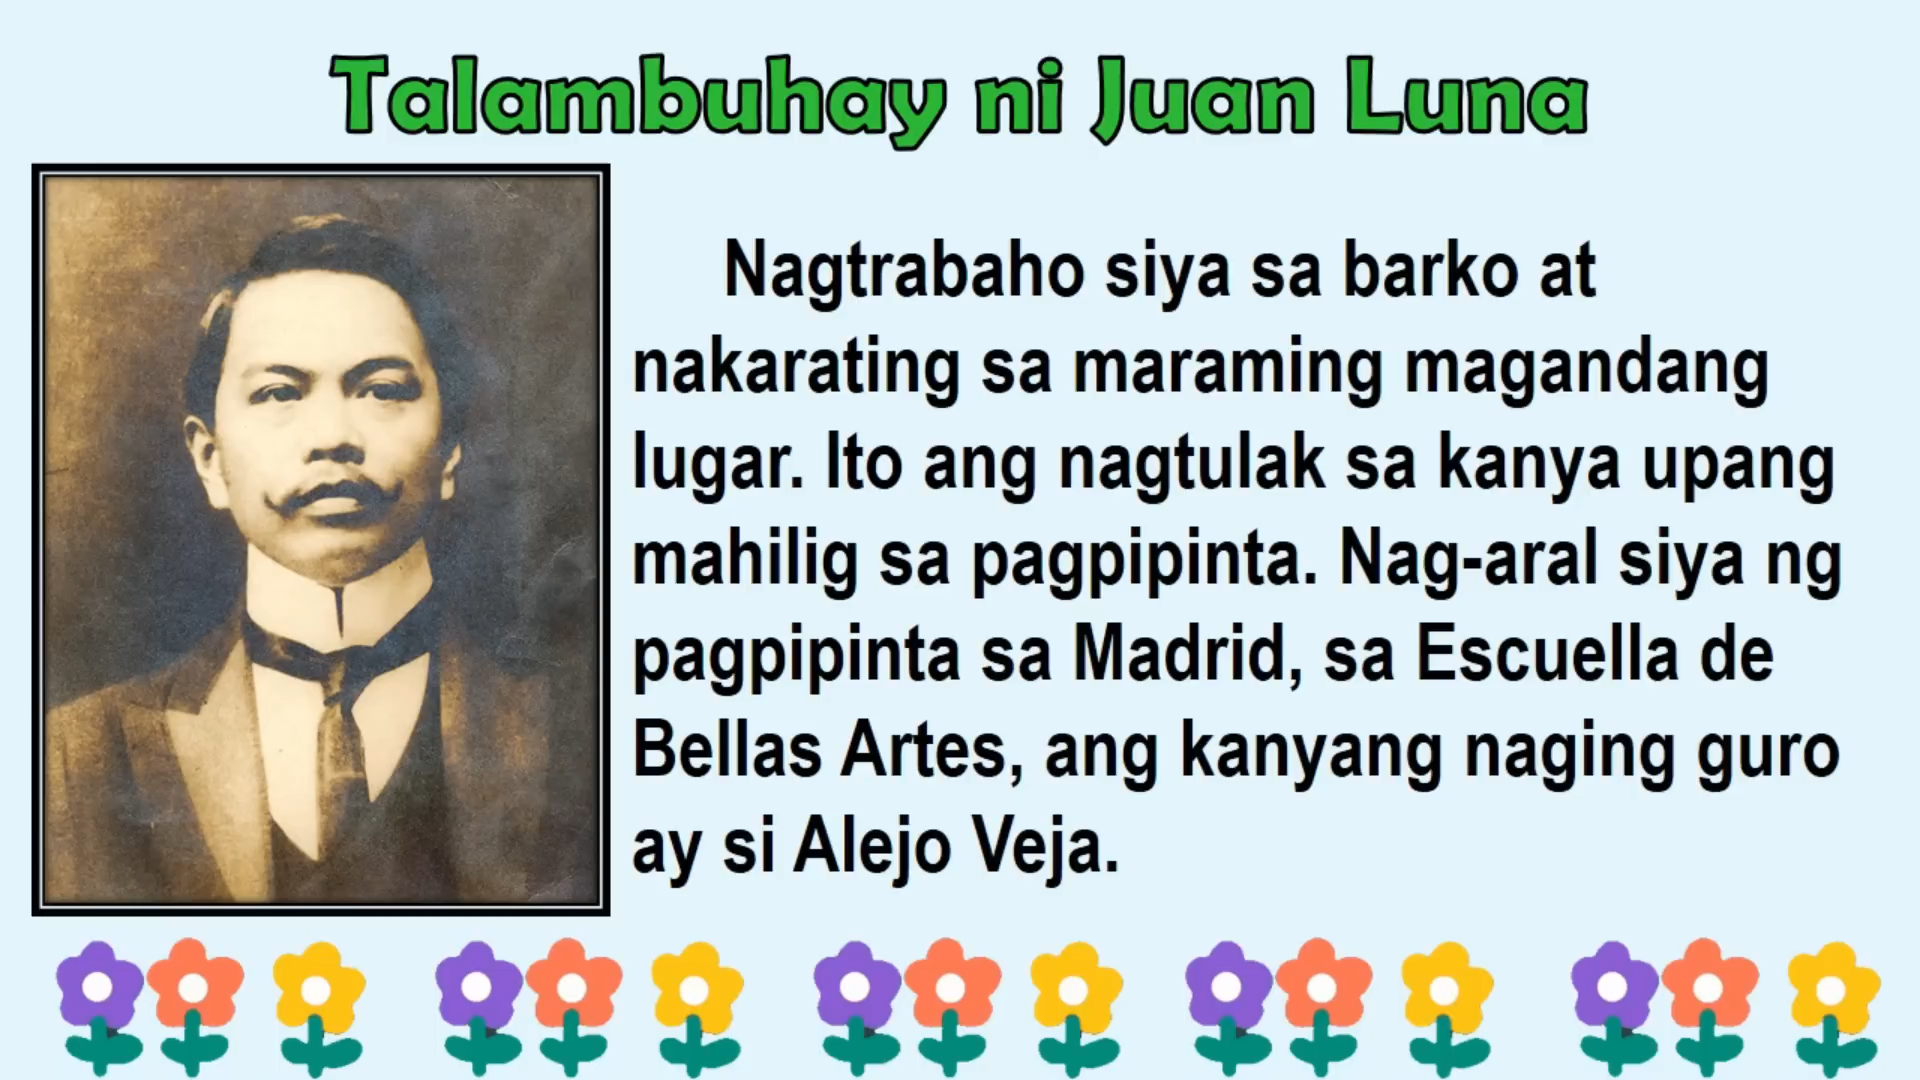 Talambuhay ni Juan Luna
Nagtrabaho siya sa barko at
nakarating sa maraming magandang
lugar. Ito ang nagtulak sa kanya upang
mahilig sa pagpipinta. Nag-aral siya ng
pagpipinta sa Madrid, sa Escuella de
Bellas Artes, ang kanyang naging guro
ay si Alejo Veja.